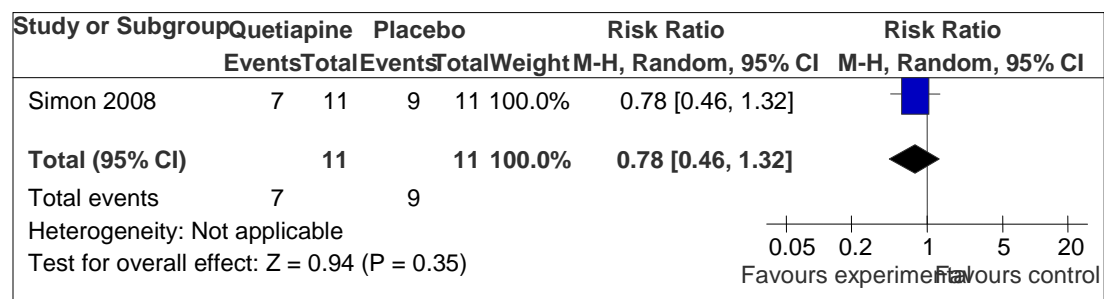 Study or Subgroup Quetiapine Placebo Risk Ratio Risk Ratio
Events Total Events Total Weight M-H, Random, 95% CI M-H, Random, 95% CI
Simon 2008 7 11 9 11 100.0% 0.78 [0.46, 1.32]
Total (95% CI) 11 11 100.0% 0.78 [0.46, 1.32]
Total events 7 9
Heterogeneity: Not applicable
Test for overall effect: Z = 0.94 (P = 0.35)
0.05 0.2 1 5 20
Favours experimental Favours control